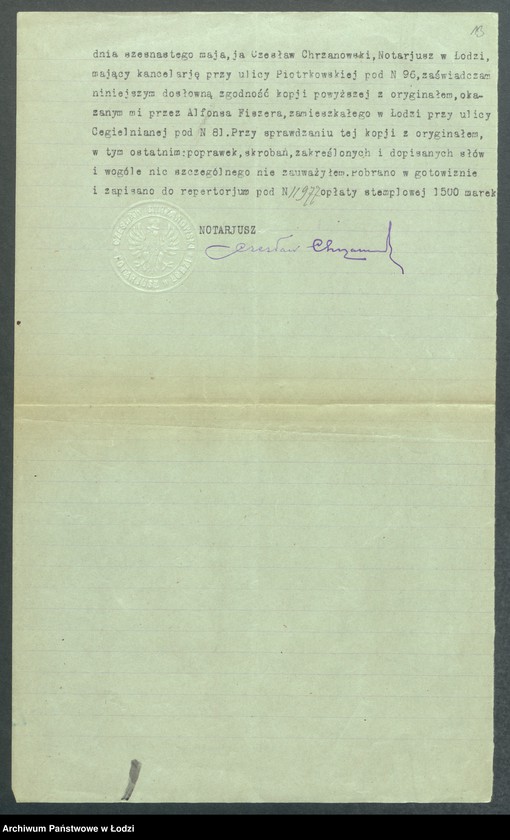 dnia szesnastego maja,ja Czesław Chrzanowski,Notarjusz w Łodzi,
mający kancelarję przy ulicy Piotrkowskiej pod N 96,zaświadczam
niniejszym dosłowną zgodność kopji powyższej z oryginałem,oka-
zanym mi przez Alfonsa Fiszera,zamieszkałego w Łodzi przy ulicy
Cegielnianej pod N 81.Przy sprawdzaniu tej kopji z oryginałem,
w tym ostatnim:poprawek,skrobań,zakreślonych i dopisanych słów
i wogóle nic szczególnego nie zauważyłem.robrano w gotowiznie
i zapisano do repertorjum pod N 11977 opłaty stemplowej 1500 marek
NOTARJUSZ
Czesław Chrzanowski
Archiwum Państwowe w Łodzi